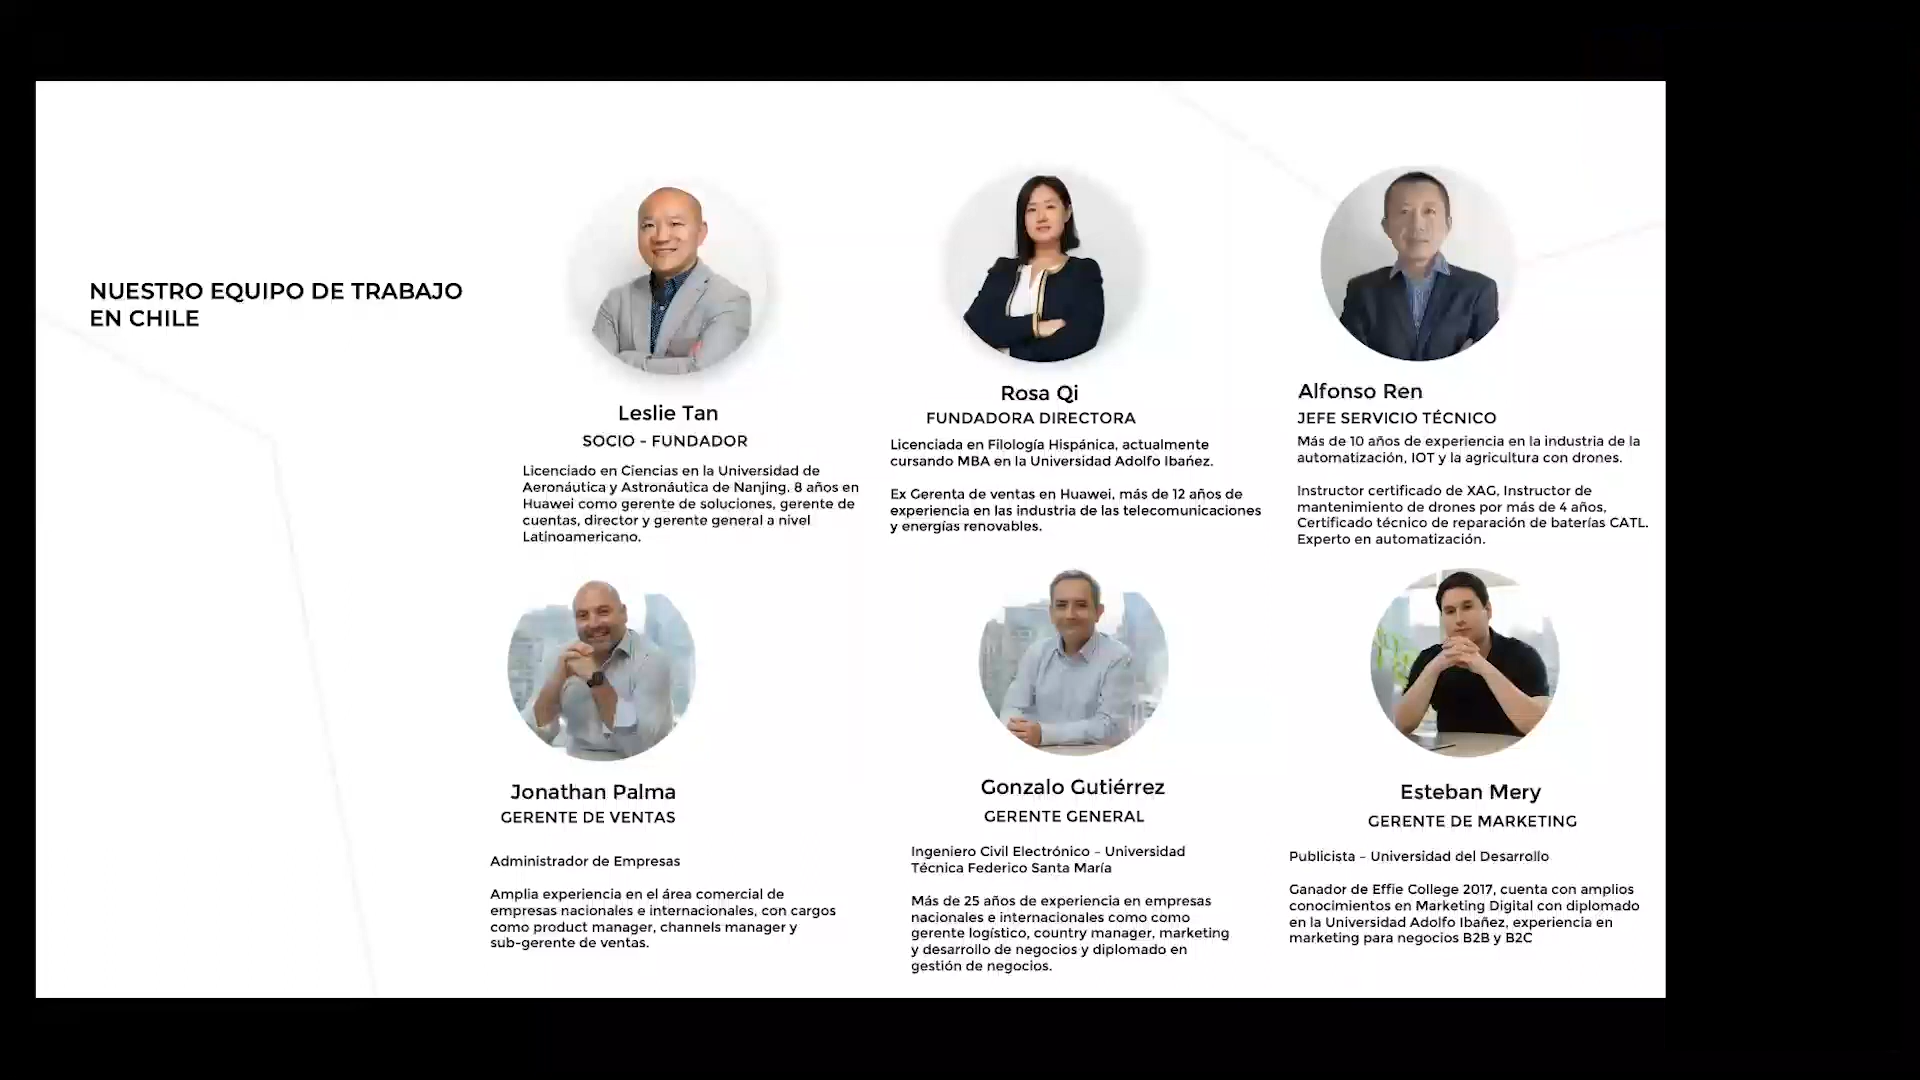 NUESTRO EQUIPO DE TRABAJO
EN CHILE
Leslie Tan
SOCIO - FUNDADOR
Licenciado en Ciencias en la Universidad de
Aeronáutica y Astronáutica de Nanjing. 8 años en
Huawei como gerente de soluciones, gerente de
cuentas, director y gerente general a nivel
Latinoamericano.
Rosa Qi
FUNDADORA DIRECTORA
Licenciada en Filología Hispánica, actualmente
cursando MBA en la Universidad Adolfo Ibańez.
Ex Gerenta de ventas en Huawei, más de 12 años de
experiencia en las industria de las telecomunicaciones
y energías renovables.
Alfonso Ren
JEFE SERVICIO TÉCNICO
Más de 10 años de experiencia en la industria de la
automatización, IOT y la agricultura con drones.
Instructor certificado de XAG, Instructor de
mantenimiento de drones por más de 4 años,
Certificado técnico de reparación de baterías CATL.
Experto en automatización.
Jonathan Palma
GERENTE DE VENTAS
Administrador de Empresas
Amplia experiencia en el área comercial de
empresas nacionales e internacionales, con cargos
como product manager, channels manager y
sub-gerente de ventas.
Gonzalo Gutiérrez
GERENTE GENERAL
Ingeniero Civil Electrónico – Universidad
Técnica Federico Santa María
Más de 25 años de experiencia en empresas
nacionales e internacionales como como
gerente logístico, country manager, marketing
y desarrollo de negocios y diplomado en
gestión de negocios.
Esteban Mery
GERENTE DE MARKETING
Publicista – Universidad del Desarrollo
Ganador de Effie College 2017, cuenta con amplios
conocimientos en Marketing Digital con diplomado
en la Universidad Adolfo Ibañez, experiencia en
marketing para negocios B2B y B2C